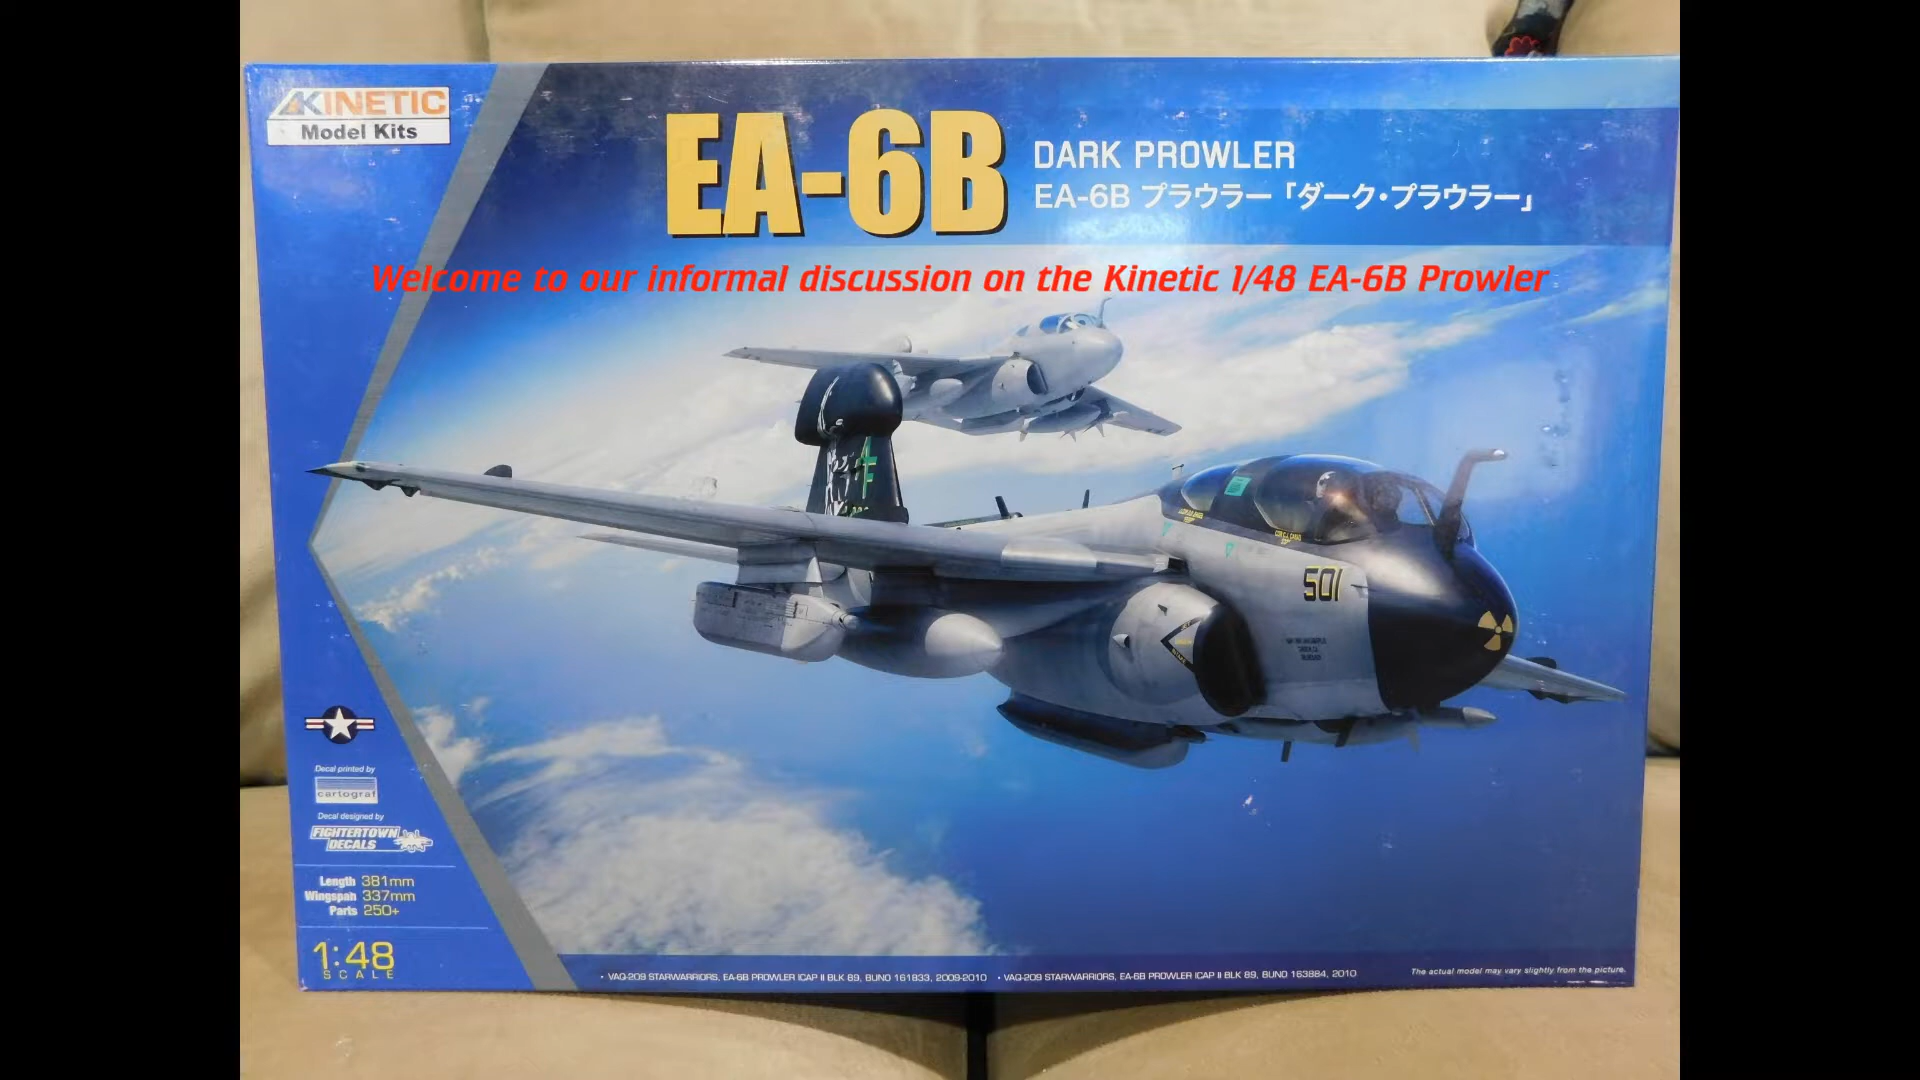 KINETIC
Model Kits
EA-6B
DARK PROWLER
EA-6B プラウラー「ダーク・プラウラー」
Welcome to our informal discussion on the Kinetic 1/48 EA-6B Prowler
501
Decal printed by
cartograf
Decal designed by
FIGHTERTOWN
DECALS
Length 381mm
Wingspan 337mm
Parts 250+
1:48
SCALE
• VAQ-209 STARWARRIORS, EA-6B PROWLER ICAP II BLK 89, BUNO 161833, 2009-2010 • VAQ-209 STARWARRIORS, EA-6B PROWLER ICAP II BLK 89, BUNO 163884, 2010
The actual model may vary slightly from the picture.